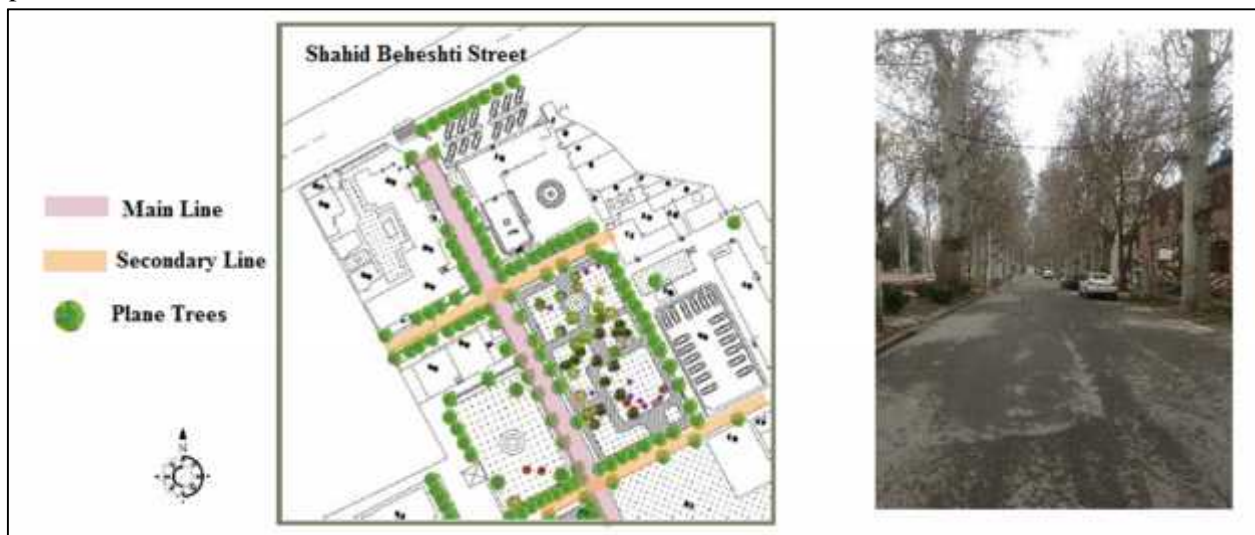 Shahid Beheshti Street
Main Line
Secondary Line
Plane Trees
N